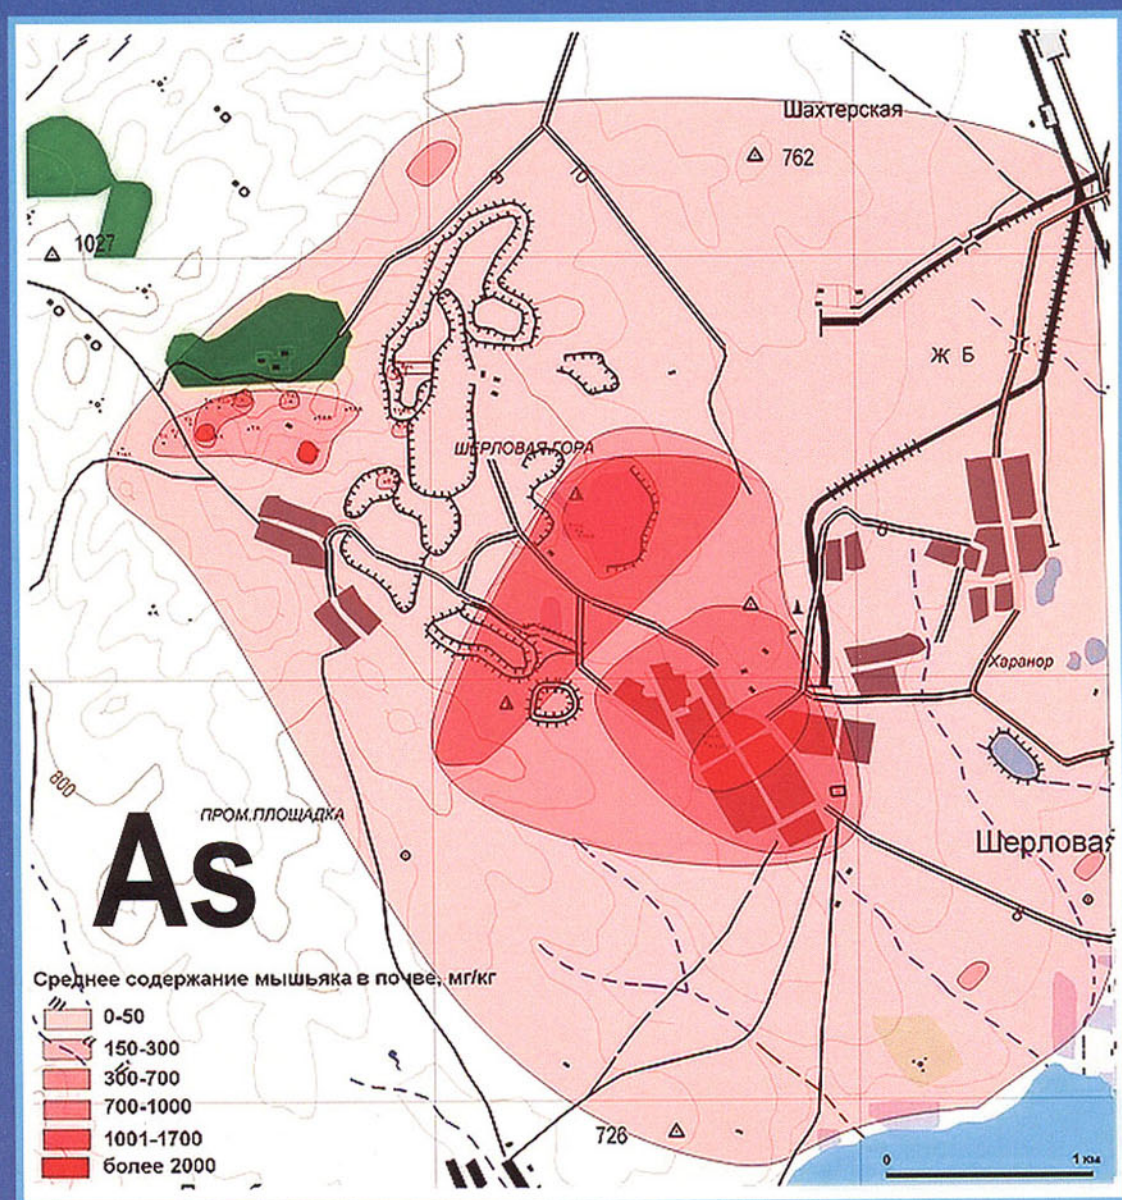 Шахтерская
762
1027
Ж Б
ШЕРЛОВАЯ ГОРА
Харанор
800
ПРОМ.ПЛОЩАДКА
Шерловая
As
Среднее содержание мышьяка в почве, мг/кг
0-50
150-300
300-700
700-1000
1001-1700
более 2000
726
0 1 км